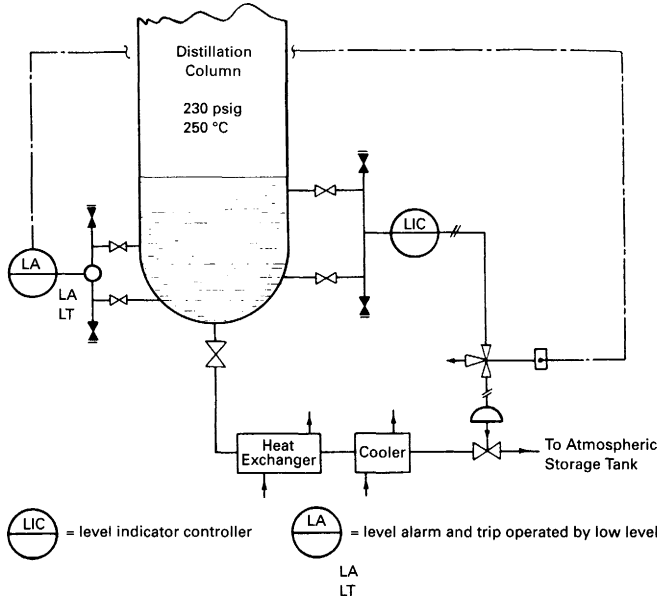 Distillation
Column
230 psig
250 °C
LIC
LA
LA
LT
Heat
Exchanger
Cooler
To Atmospheric
Storage Tank
LIC
= level indicator controller
LA
= level alarm and trip operated by low level
LA
LT